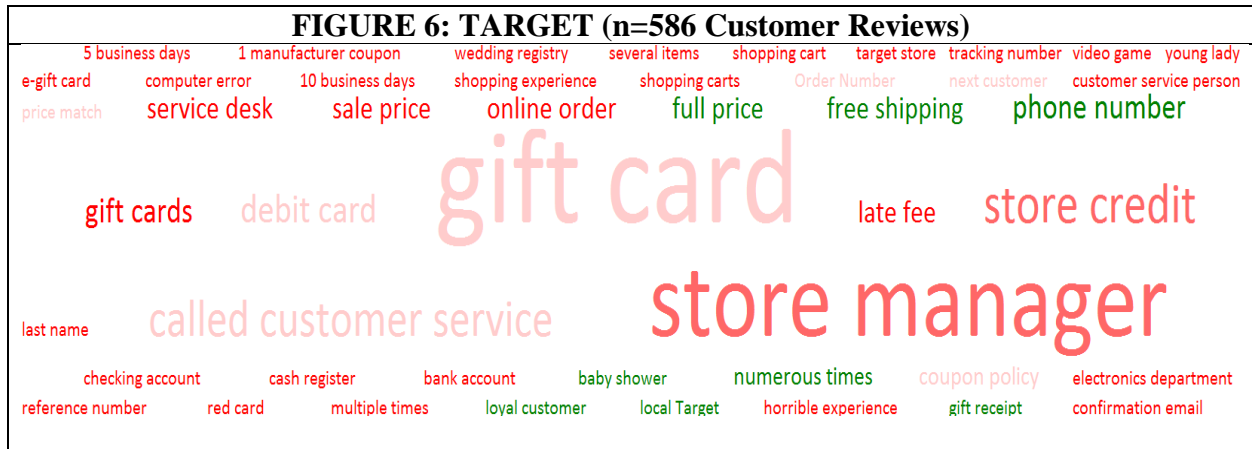 FIGURE 6: TARGET (n=586 Customer Reviews)
5 business days 1 manufacturer coupon wedding registry several items shopping cart target store tracking number video game young lady
e-gift card computer error 10 business days shopping experience shopping carts Order Number next customer customer service person
price match service desk sale price online order full price free shipping phone number
gift cards debit card gift card late fee store credit
last name called customer service store manager
checking account cash register bank account baby shower numerous times coupon policy electronics department
reference number red card multiple times loyal customer local Target horrible experience gift receipt confirmation email